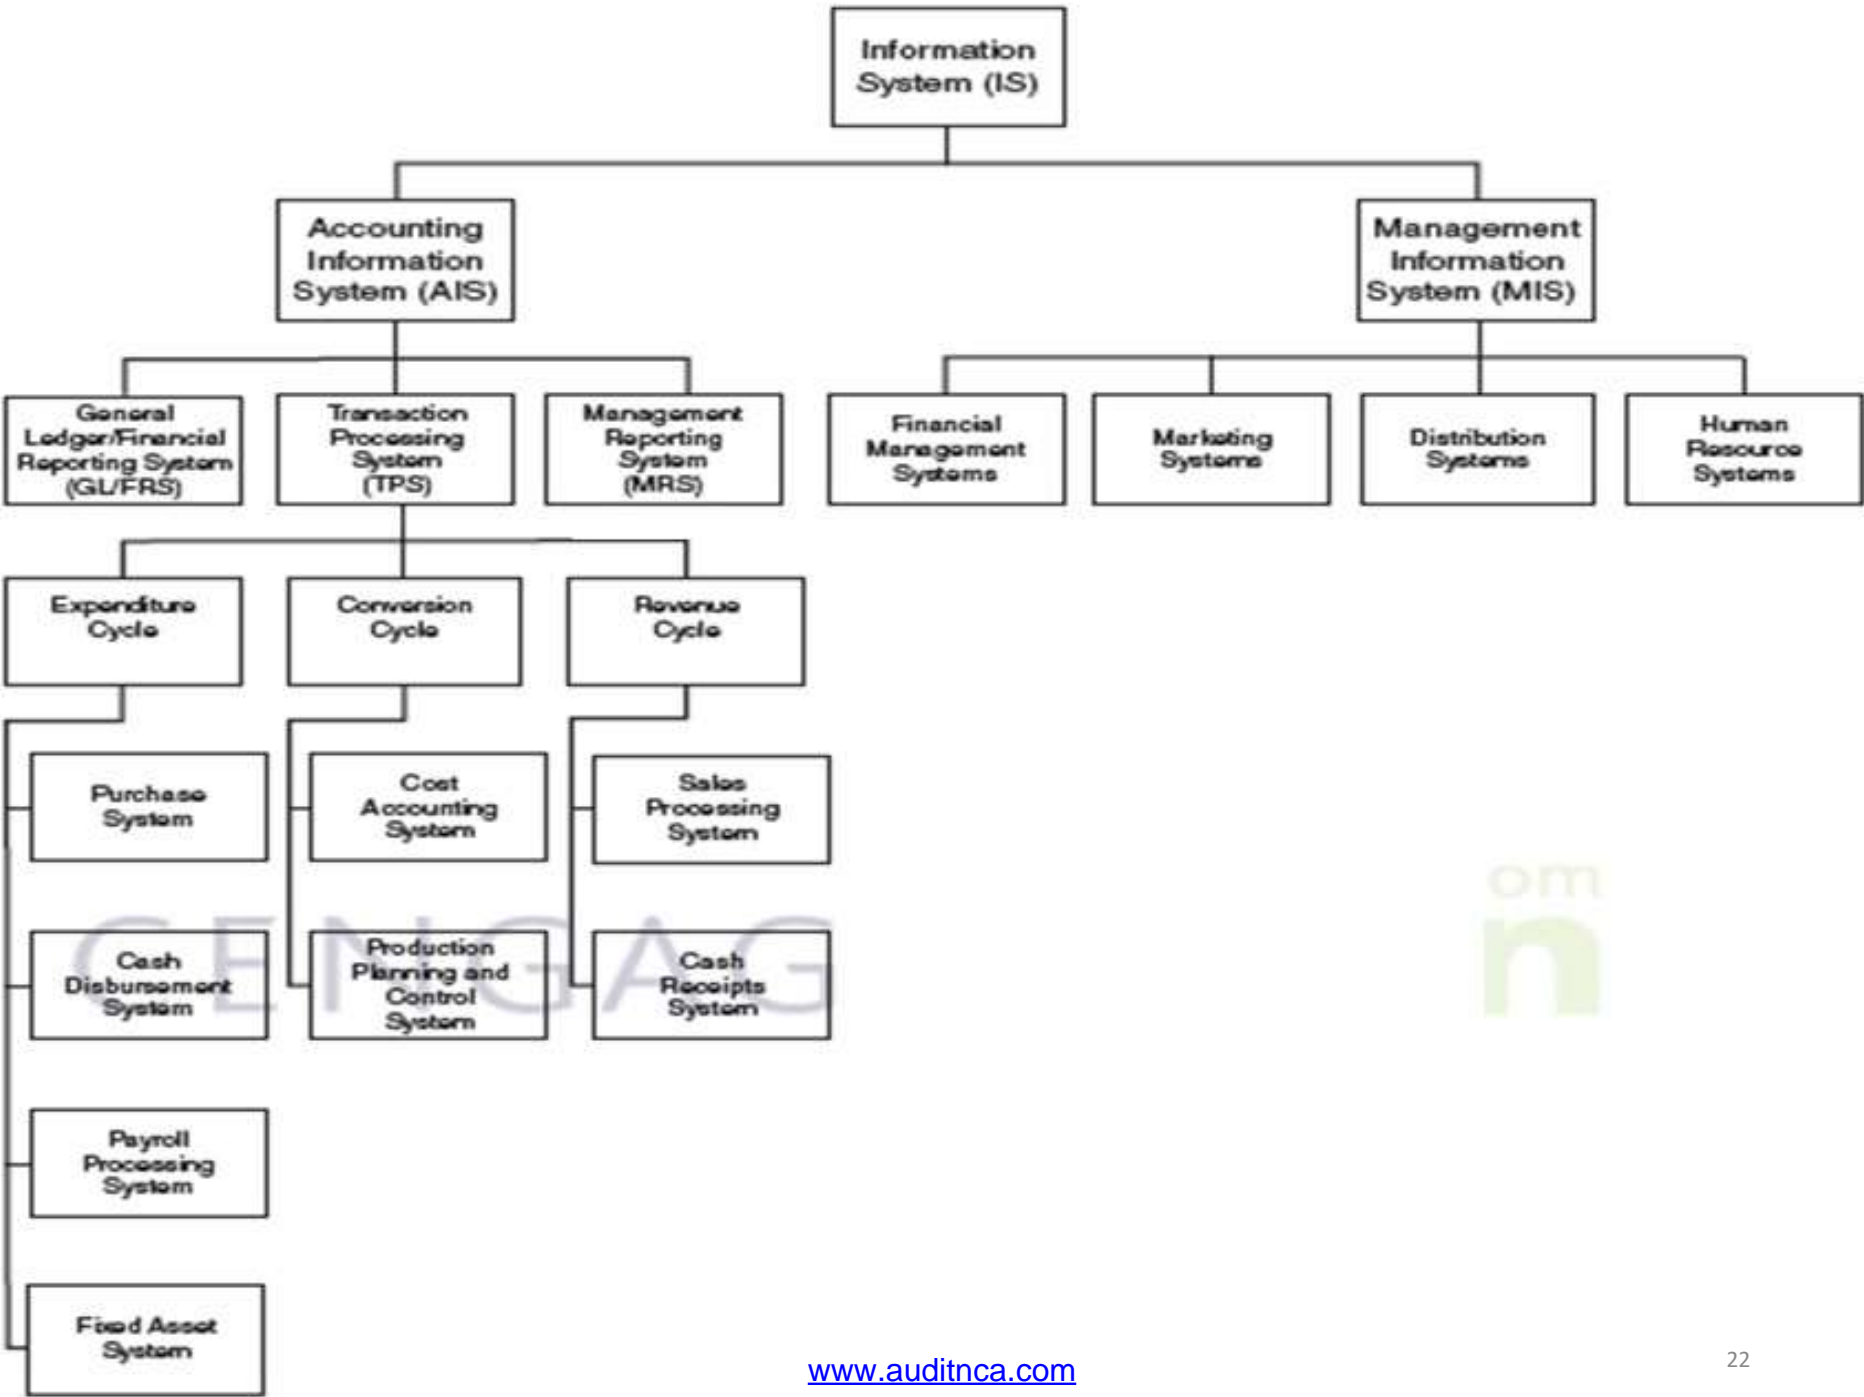 Information
System (IS)
Accounting
Information
System (AIS)
Management
Information
System (MIS)
General
Ledger/Financial
Reporting System
(GL/FRS)
Transaction
Processing
System
(TPS)
Management
Reporting
System
(MRS)
Financial
Management
Systems
Marketing
Systems
Distribution
Systems
Human
Resource
Systems
Expenditure
Cycle
Conversion
Cycle
Revenue
Cycle
Purchase
System
Cost
Accounting
System
Sales
Processing
System
Cash
Disbursement
System
Production
Planning and
Control
System
Cash
Receipts
System
CENGAG
om
n
Payroll
Processing
System
Fixed Asset
System
www.auditnca.com
22